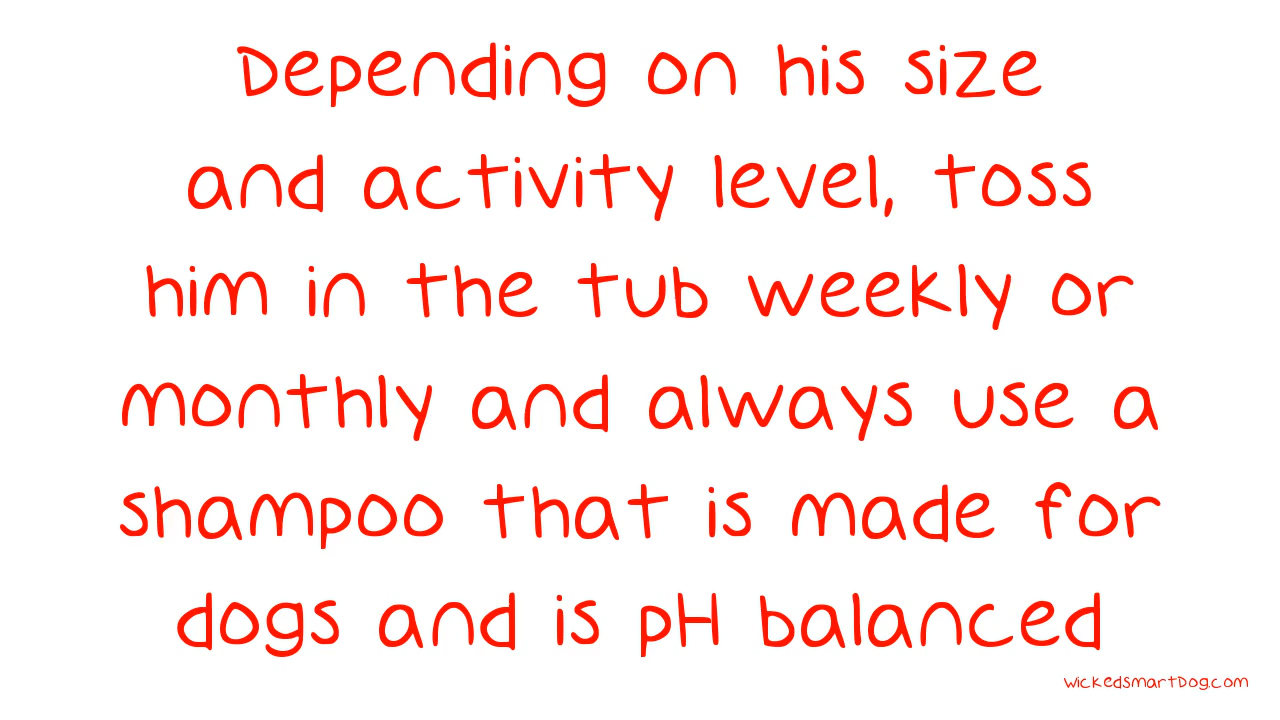 Depending on his size
and activity level, toss
him in the tub weekly or
monthly and always use a
shampoo that is made for
dogs and is pH balanced
wickedsmartDog.com